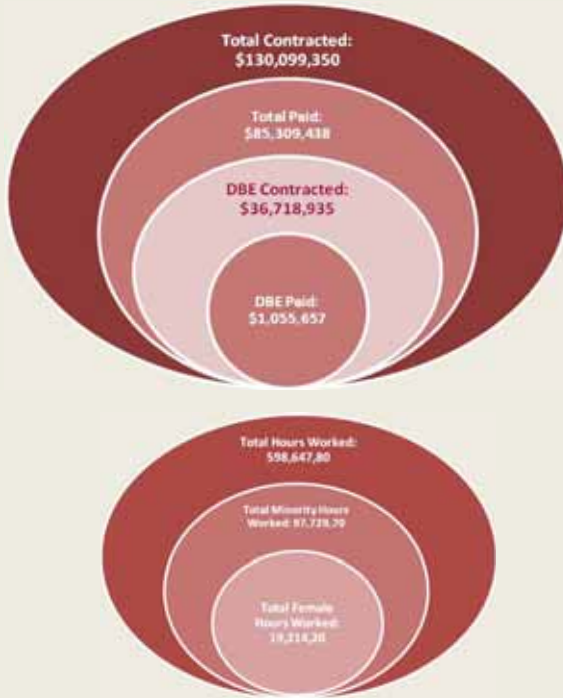 Total Contracted:
$130,099,350
Total Paid:
$85,309,438
DBE Contracted:
$36,718,935
DBE Paid:
$1,055,657
Total Hours Worked:
598,647,80
Total Minority Hours
Worked: 97,729,70
Total Female
Hours Worked: